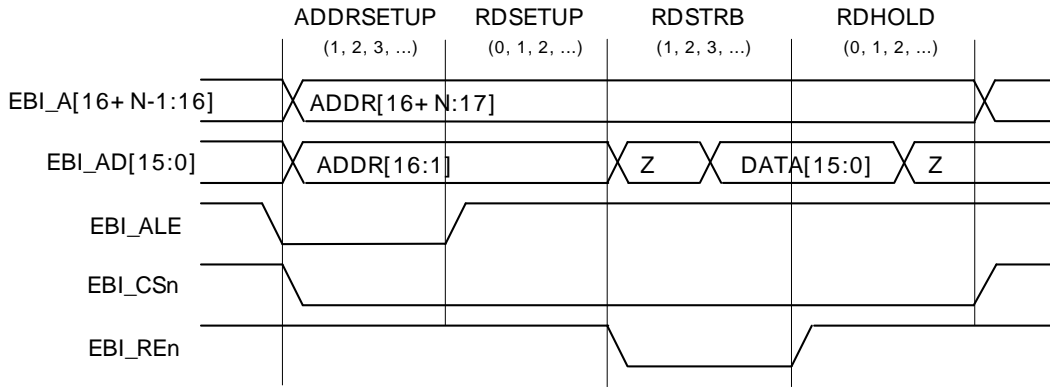 ADDRSETUP RDSETUP RDSTRB RDHOLD
(1, 2, 3, ...) (0, 1, 2, ...) (1, 2, 3, ...) (0, 1, 2, ...)
EBI_A[16+N-1:16] ADDR[16+N:17]
EBI_AD[15:0] ADDR[16:1] Z DATA[15:0] Z
EBI_ALE
EBI_CSn
EBI_REn